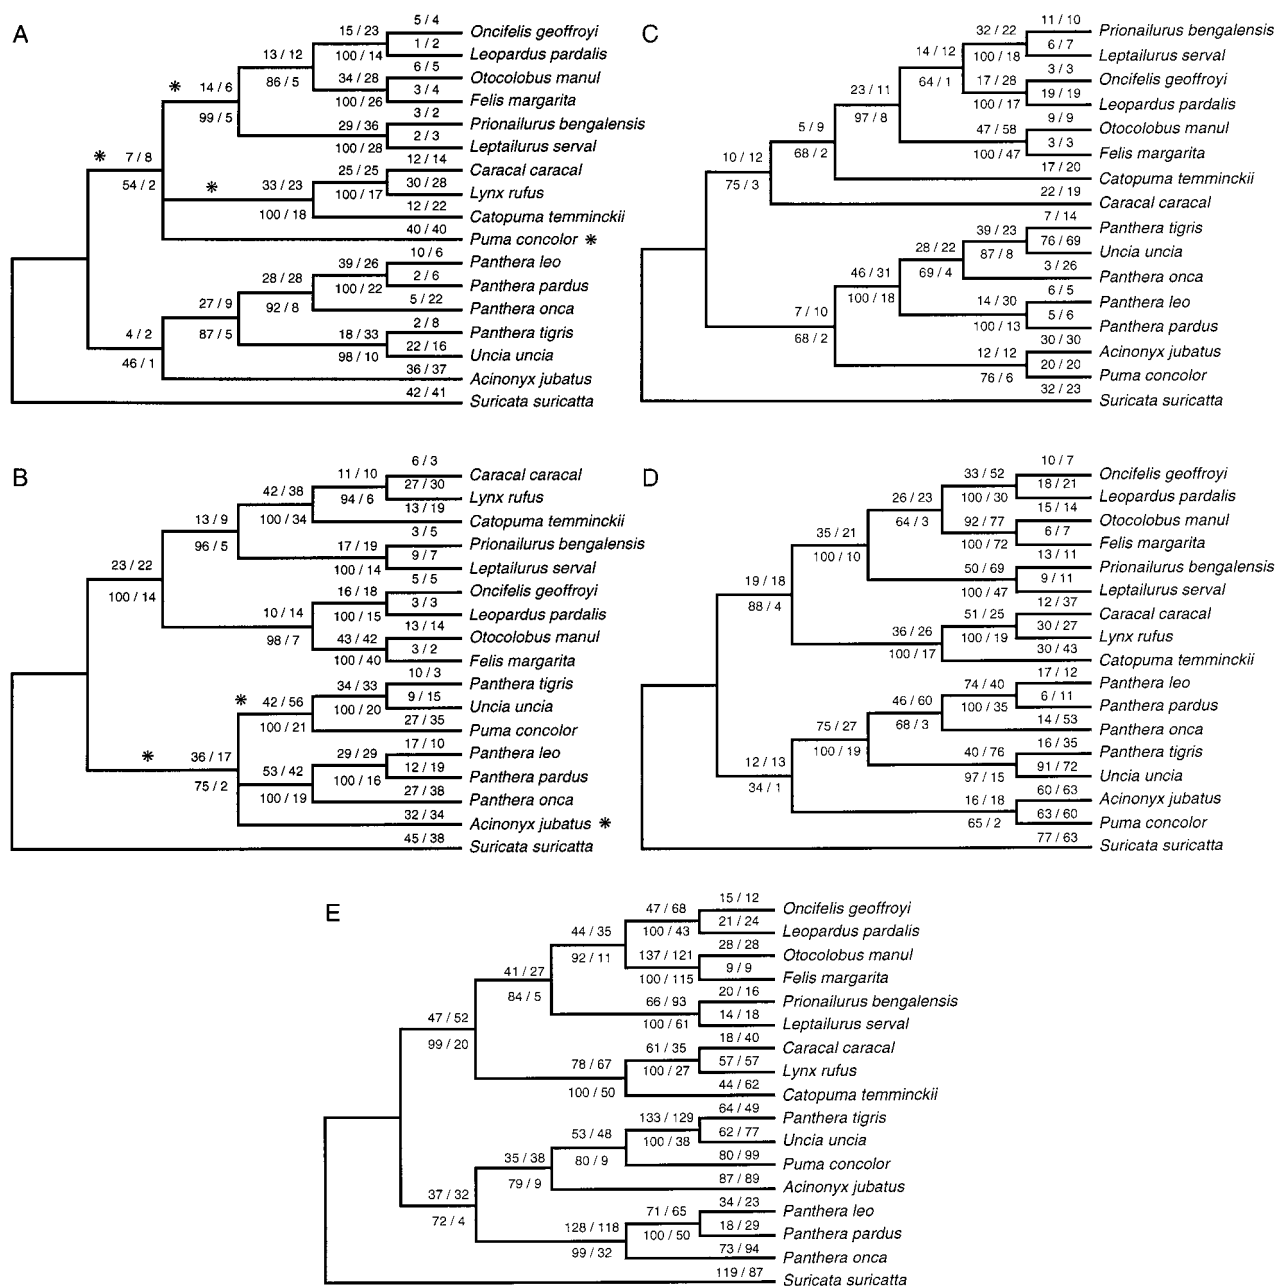 A
5 / 4
15 / 23
Oncifelis geoffroyi
1 / 2
13 / 12
100 / 14
Leopardus pardalis
6 / 5
86 / 5
34 / 28
Otocolobus manul
3 / 4
* 14 / 6
100 / 26
Felis margarita
3 / 2
99 / 5
29 / 36
Prionailurus bengalensis
2 / 3
100 / 28
Leptailurus serval
* 7 / 8
12 / 14
25 / 25
Caracal caracal
30 / 28
54 / 2
* 33 / 23
100 / 17
Lynx rufus
12 / 22
100 / 18
Catopuma temminckii
40 / 40
Puma concolor *
10 / 6
39 / 26
Panthera leo
2 / 6
28 / 28
100 / 22
Panthera pardus
5 / 22
27 / 9
92 / 8
Panthera onca
2 / 8
4 / 2
87 / 5
18 / 33
Panthera tigris
22 / 16
46 / 1
98 / 10
Uncia uncia
36 / 37
Acinonyx jubatus
42 / 41
Suricata suricatta
C
11 / 10
32 / 22
Prionailurus bengalensis
6 / 7
14 / 12
100 / 18
Leptailurus serval
3 / 3
64 / 1
17 / 28
Oncifelis geoffroyi
19 / 19
23 / 11
100 / 17
Leopardus pardalis
9 / 9
97 / 8
47 / 58
Otocolobus manul
3 / 3
5 / 9
100 / 47
Felis margarita
17 / 20
68 / 2
Catopuma temminckii
10 / 12
22 / 19
75 / 3
Caracal caracal
7 / 14
39 / 23
Panthera tigris
76 / 69
28 / 22
87 / 8
Uncia uncia
3 / 26
46 / 31
69 / 4
Panthera onca
6 / 5
100 / 18
14 / 30
Panthera leo
5 / 6
7 / 10
100 / 13
Panthera pardus
30 / 30
68 / 2
12 / 12
Acinonyx jubatus
20 / 20
76 / 6
Puma concolor
32 / 23
Suricata suricatta
B
6 / 3
11 / 10
Caracal caracal
27 / 30
42 / 38
94 / 6
Lynx rufus
13 / 19
13 / 9
100 / 34
Catopuma temminckii
3 / 5
96 / 5
17 / 19
Prionailurus bengalensis
9 / 7
23 / 22
100 / 14
Leptailurus serval
5 / 5
100 / 14
16 / 18
Oncifelis geoffroyi
3 / 3
10 / 14
100 / 15
Leopardus pardalis
13 / 14
98 / 7
43 / 42
Otocolobus manul
3 / 2
100 / 40
Felis margarita
10 / 3
34 / 33
Panthera tigris
9 / 15
* 42 / 56
100 / 20
Uncia uncia
27 / 35
100 / 21
Puma concolor
17 / 10
* 36 / 17
29 / 29
Panthera leo
12 / 19
75 / 2
53 / 42
100 / 16
Panthera pardus
27 / 38
100 / 19
Panthera onca
32 / 34
Acinonyx jubatus *
45 / 38
Suricata suricatta
D
10 / 7
33 / 52
Oncifelis geoffroyi
18 / 21
26 / 23
100 / 30
Leopardus pardalis
15 / 14
64 / 3
92 / 77
Otocolobus manul
6 / 7
35 / 21
100 / 72
Felis margarita
13 / 11
100 / 10
50 / 69
Prionailurus bengalensis
9 / 11
19 / 18
100 / 47
Leptailurus serval
12 / 37
88 / 4
51 / 25
Caracal caracal
30 / 27
36 / 26
100 / 19
Lynx rufus
30 / 43
100 / 17
Catopuma temminckii
17 / 12
74 / 40
Panthera leo
6 / 11
46 / 60
100 / 35
Panthera pardus
14 / 53
75 / 27
68 / 3
Panthera onca
16 / 35
100 / 19
40 / 76
Panthera tigris
91 / 72
12 / 13
97 / 15
Uncia uncia
60 / 63
34 / 1
16 / 18
Acinonyx jubatus
63 / 60
65 / 2
Puma concolor
77 / 63
Suricata suricatta
E
15 / 12
47 / 68
Oncifelis geoffroyi
21 / 24
44 / 35
100 / 43
Leopardus pardalis
28 / 28
92 / 11
137 / 121
Otocolobus manul
9 / 9
41 / 27
100 / 115
Felis margarita
20 / 16
84 / 5
66 / 93
Prionailurus bengalensis
14 / 18
47 / 52
100 / 61
Leptailurus serval
18 / 40
99 / 20
61 / 35
Caracal caracal
57 / 57
78 / 67
100 / 27
Lynx rufus
44 / 62
100 / 50
Catopuma temminckii
64 / 49
133 / 129
Panthera tigris
62 / 77
53 / 48
100 / 38
Uncia uncia
80 / 99
35 / 38
80 / 9
Puma concolor
87 / 89
79 / 9
Acinonyx jubatus
37 / 32
34 / 23
72 / 4
71 / 65
Panthera leo
18 / 29
128 / 118
100 / 50
Panthera pardus
73 / 94
99 / 32
Panthera onca
119 / 87
Suricata suricatta